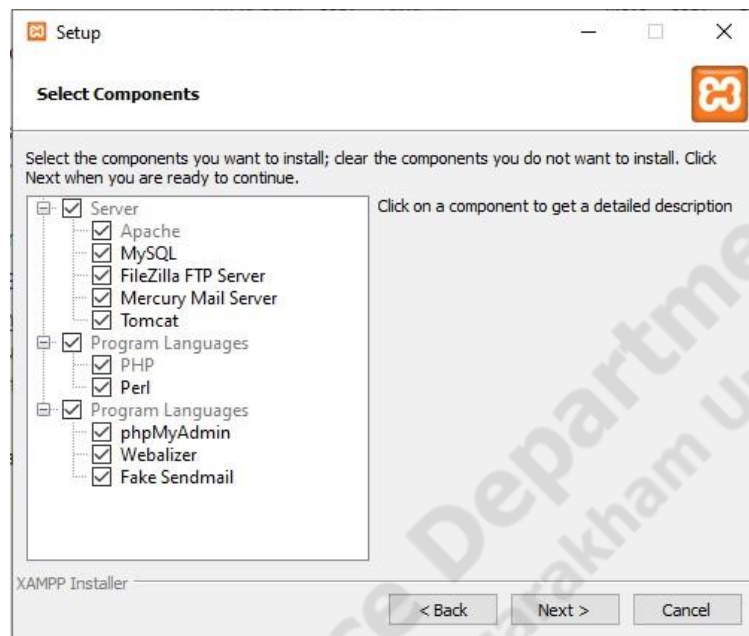 Setup
Select Components
Select the components you want to install; clear the components you do not want to install. Click
Next when you are ready to continue.
Server
Apache
MySQL
FileZilla FTP Server
Mercury Mail Server
Tomcat
Program Languages
PHP
Perl
Program Languages
phpMyAdmin
Webalizer
Fake Sendmail
Click on a component to get a detailed description
XAMPP Installer
< Back
Next >
Cancel